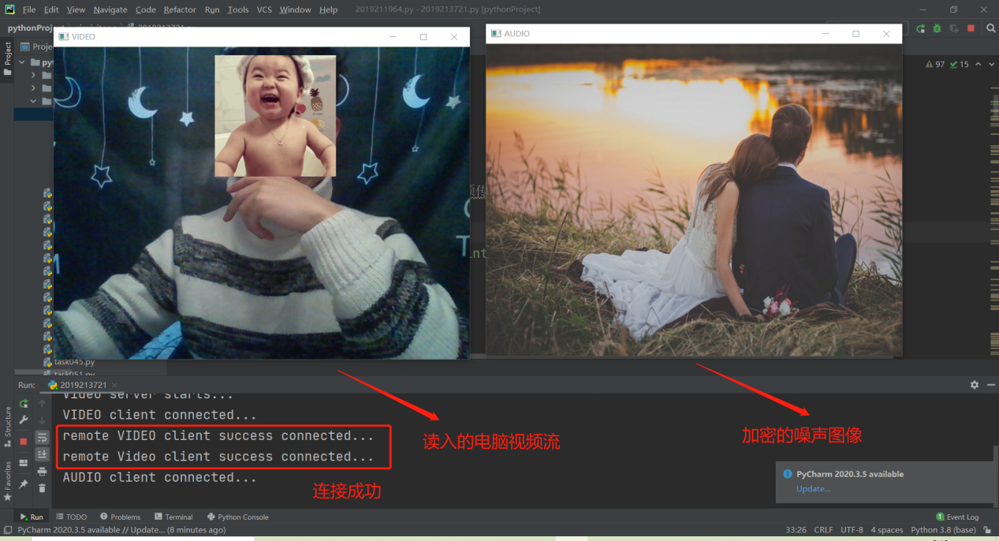 File Edit View Navigate Code Refactor Run Tools VCS Window Help 2019211964.py - 2019213721.py [pythonProject]
VIDEO
AUDIO
Project
97 15
task045.py
task051.py
Run: 2019213721
Video server starts...
VIDEO client connected...
remote VIDEO client success connected...
remote Video client success connected...
AUDIO client connected...
读入的电脑视频流
加密的噪声图像
连接成功
PyCharm 2020.3.5 available
Update...
Structure
Favorites
Run TODO Problems Terminal Python Console
1 Event Log
PyCharm 2020.3.5 available // Update... (8 minutes ago)
33:26 CRLF UTF-8 4 spaces Python 3.8 (base)